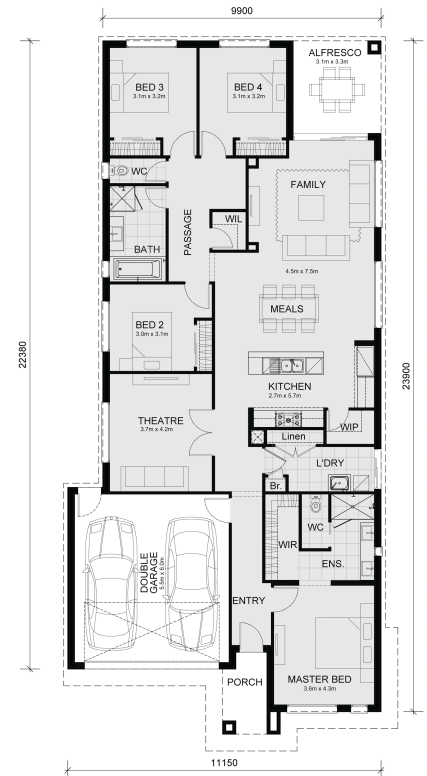 9900
ALFRESCO
3.1m x 3.3m
BED 3
3.1m x 3.2m
BED 4
3.1m x 3.2m
WC
FAMILY
WIL
PASSAGE
BATH
4.5m x 7.5m
MEALS
BED 2
3.0m x 3.1m
22380
23900
KITCHEN
2.7m x 5.7m
THEATRE
3.7m x 4.2m
WIP
Linen
L'DRY
Br.
WC
WIR
ENS.
DOUBLE
GARAGE
5.5m x 6.0m
ENTRY
PORCH
MASTER BED
3.6m x 4.3m
11150